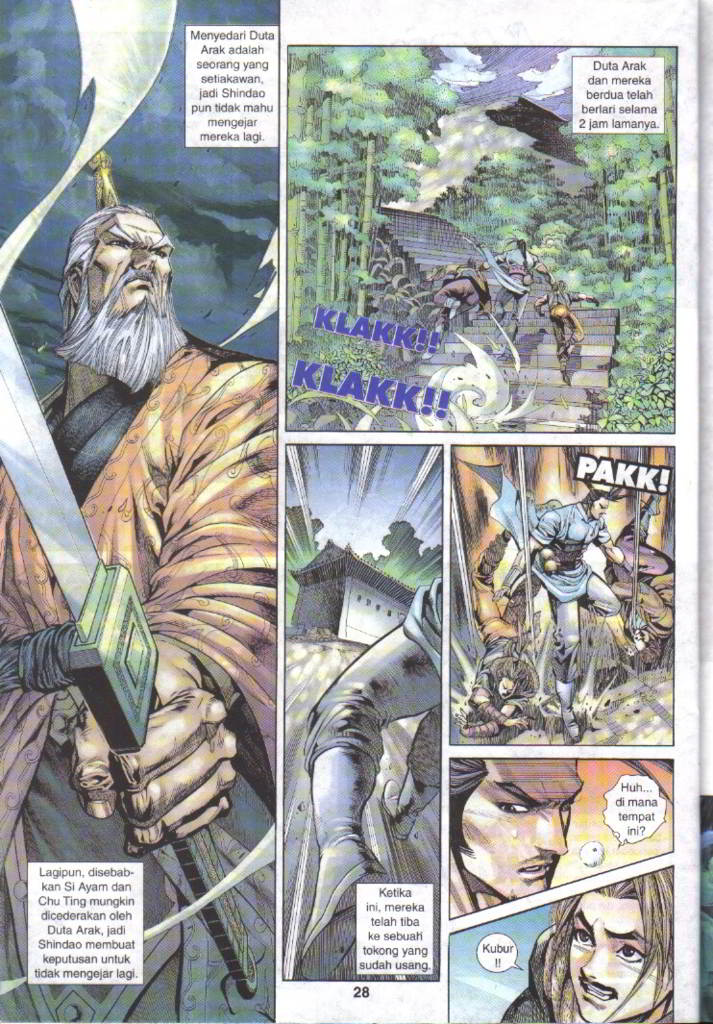 Menyedari Duta
Arak adalah
seorang yang
setiakawan,
jadi Shindao
pun tidak mahu
mengejar
mereka lagi.
Lagipun, disebab-
kan Si Ayam dan
Chu Ting mungkin
dicederakan oleh
Duta Arak, jadi
Shindao membuat
keputusan untuk
tidak mengejar lagi.
Duta Arak
dan mereka
berdua telah
berlari selama
2 jam lamanya.
KLAKK!!
KLAKK!!
Ketika
ini, mereka
telah tiba
ke sebuah
tokong yang
sudah usang.
PAKK!
Huh...
di mana
tempat
ini?
Kubur
!!
28